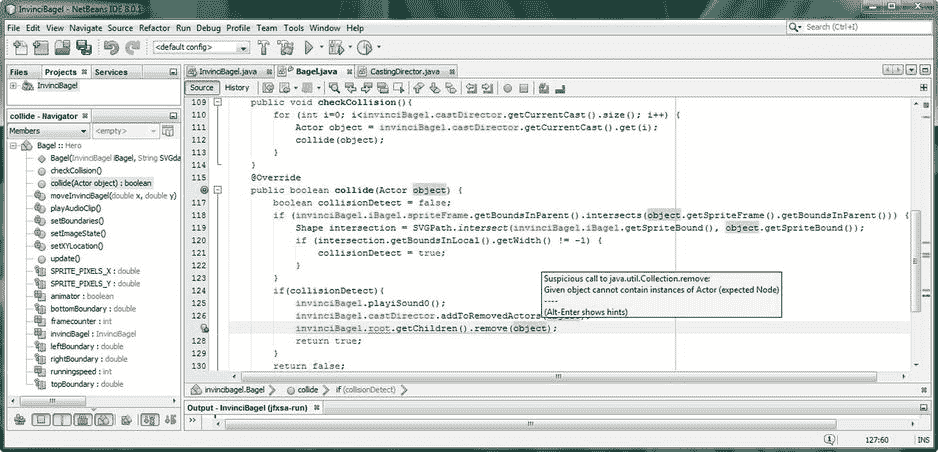 InvinciBagel - NetBeans IDE 8.0.1
File Edit View Navigate Source Refactor Run Debug Profile Team Tools Window Help
Search (Ctrl+I)
<default config>
Files Projects Services
InvinciBagel
collide - Navigator
Members <empty>
Bagel :: Hero
Bagel(InvinciBagel iBagel, String SVGda
checkCollision()
collide(Actor object) : boolean
moveInvinciBagel(double x, double y)
playAudioClip()
setBoundaries()
setImageState()
setXYLocation()
update()
SPRITE_PIXELS_X : double
SPRITE_PIXELS_Y : double
animator : boolean
bottomBoundary : double
framecounter : int
invinciBagel : InvinciBagel
leftBoundary : double
rightBoundary : double
runningspeed : int
topBoundary : double
InvinciBagel.java Bagel.java CastingDirector.java
Source History
109 public void checkCollision(){
110 for (int i=0; i<invinciBagel.castDirector.getCurrentCast().size(); i++) {
111 Actor object = invinciBagel.castDirector.getCurrentCast().get(i);
112 collide(object);
113 }
114 }
115 @Override
public boolean collide(Actor object) {
117 boolean collisionDetect = false;
118 if (invinciBagel.iBagel.spriteFrame.getBoundsInParent().intersects(object.getSpriteFrame().getBoundsInParent())) {
119 Shape intersection = SVGPath.intersect(invinciBagel.iBagel.getSpriteBound(), object.getSpriteBound());
120 if (intersection.getBoundsInLocal().getWidth() != -1) {
121 collisionDetect = true;
122 }
123 }
124 if(collisionDetect){
125 invinciBagel.playiSound0();
126 invinciBagel.castDirector.addToRemovedActors(
invinciBagel.root.getChildren().remove(object);
128 return true;
129 }
130 return false;
Suspicious call to java.util.Collection.remove:
Given object cannot contain instances of Actor (expected Node)
----
(Alt-Enter shows hints)
invincibagel.Bagel collide if (collisionDetect)
Output - InvinciBagel (jfxsa-run)
127:60 INS